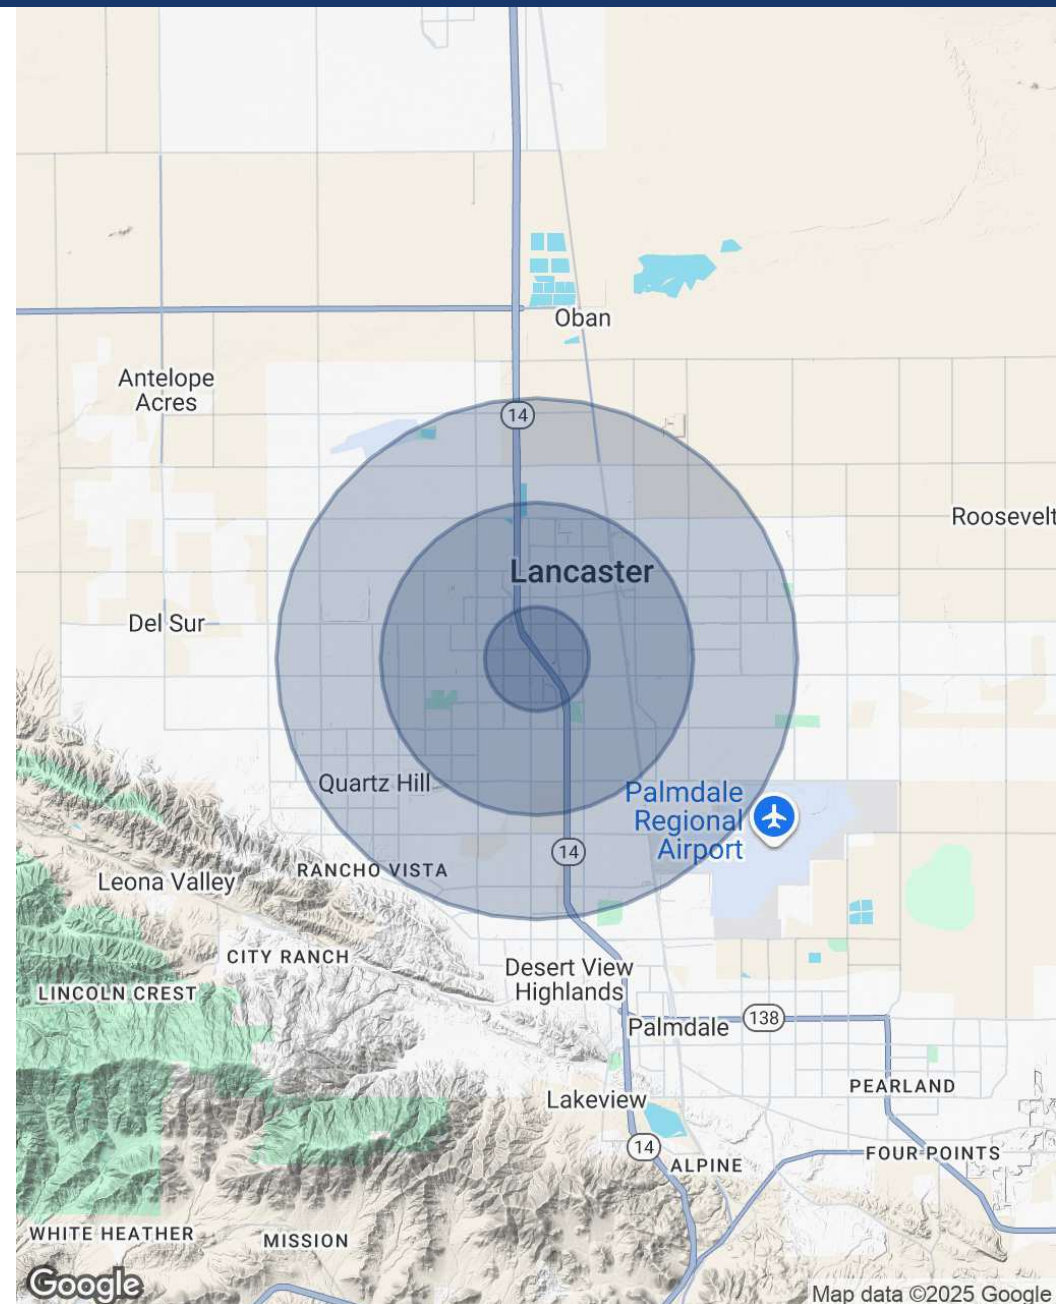 Oban
Antelope
Acres
14
Roosevelt
Lancaster
Del Sur
Quartz Hill
Palmdale
Regional
Airport
14
RANCHO VISTA
Leona Valley
CITY RANCH
Desert View
Highlands
LINCOLN CREST
138
Palmdale
PEARLAND
Lakeview
14
FOUR POINTS
ALPINE
WHITE HEATHER
MISSION
Google
Map data ©2025 Google